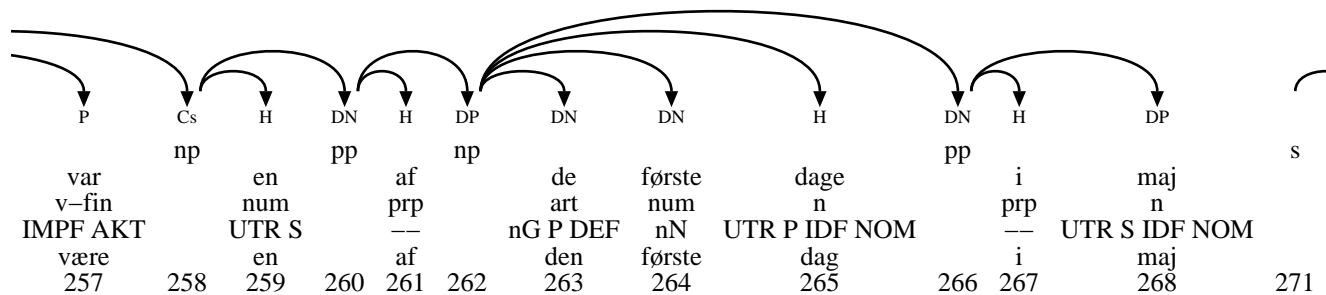 P Cs H DN H DP DN DN H DN H DP
np pp np pp s
var en af de første dage i maj
v−fin num prp art num n prp n
IMPF AKT UTR S −− nG P DEF nN UTR P IDF NOM −− UTR S IDF NOM
være en af den første dag i maj
257 258 259 260 261 262 263 264 265 266 267 268 271